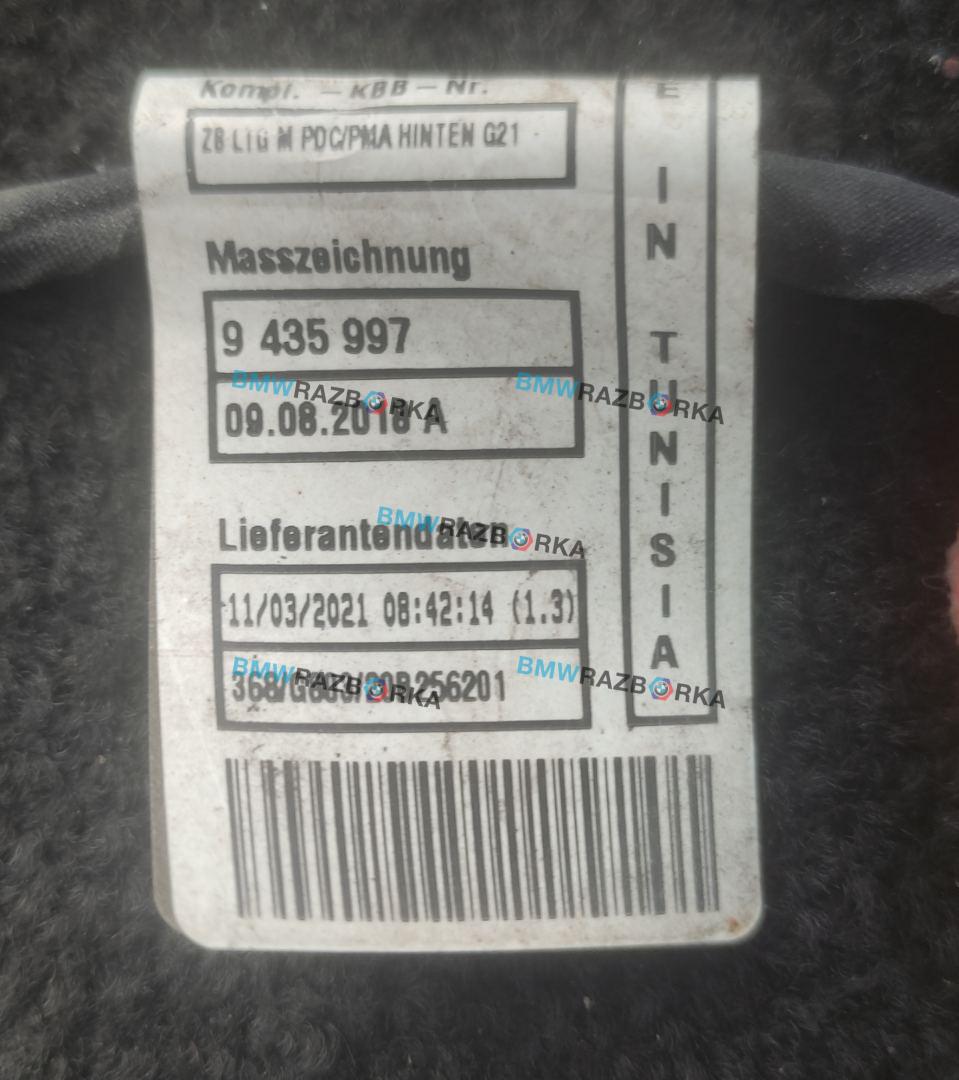 Kompl. - KBB - Nr.
ZB LTG M PDC/PMA HINTEN G21
Masszeichnung
9 435 997
09.08.2018 A
Lieferantendaten
11/03/2021 08:42:14 (1.3)
E IN TUNISIA
BMWRAZBORKA
BMWRAZBORKA
BMWRAZBORKA
BMWRAZBORKA
BMWRAZBORKA